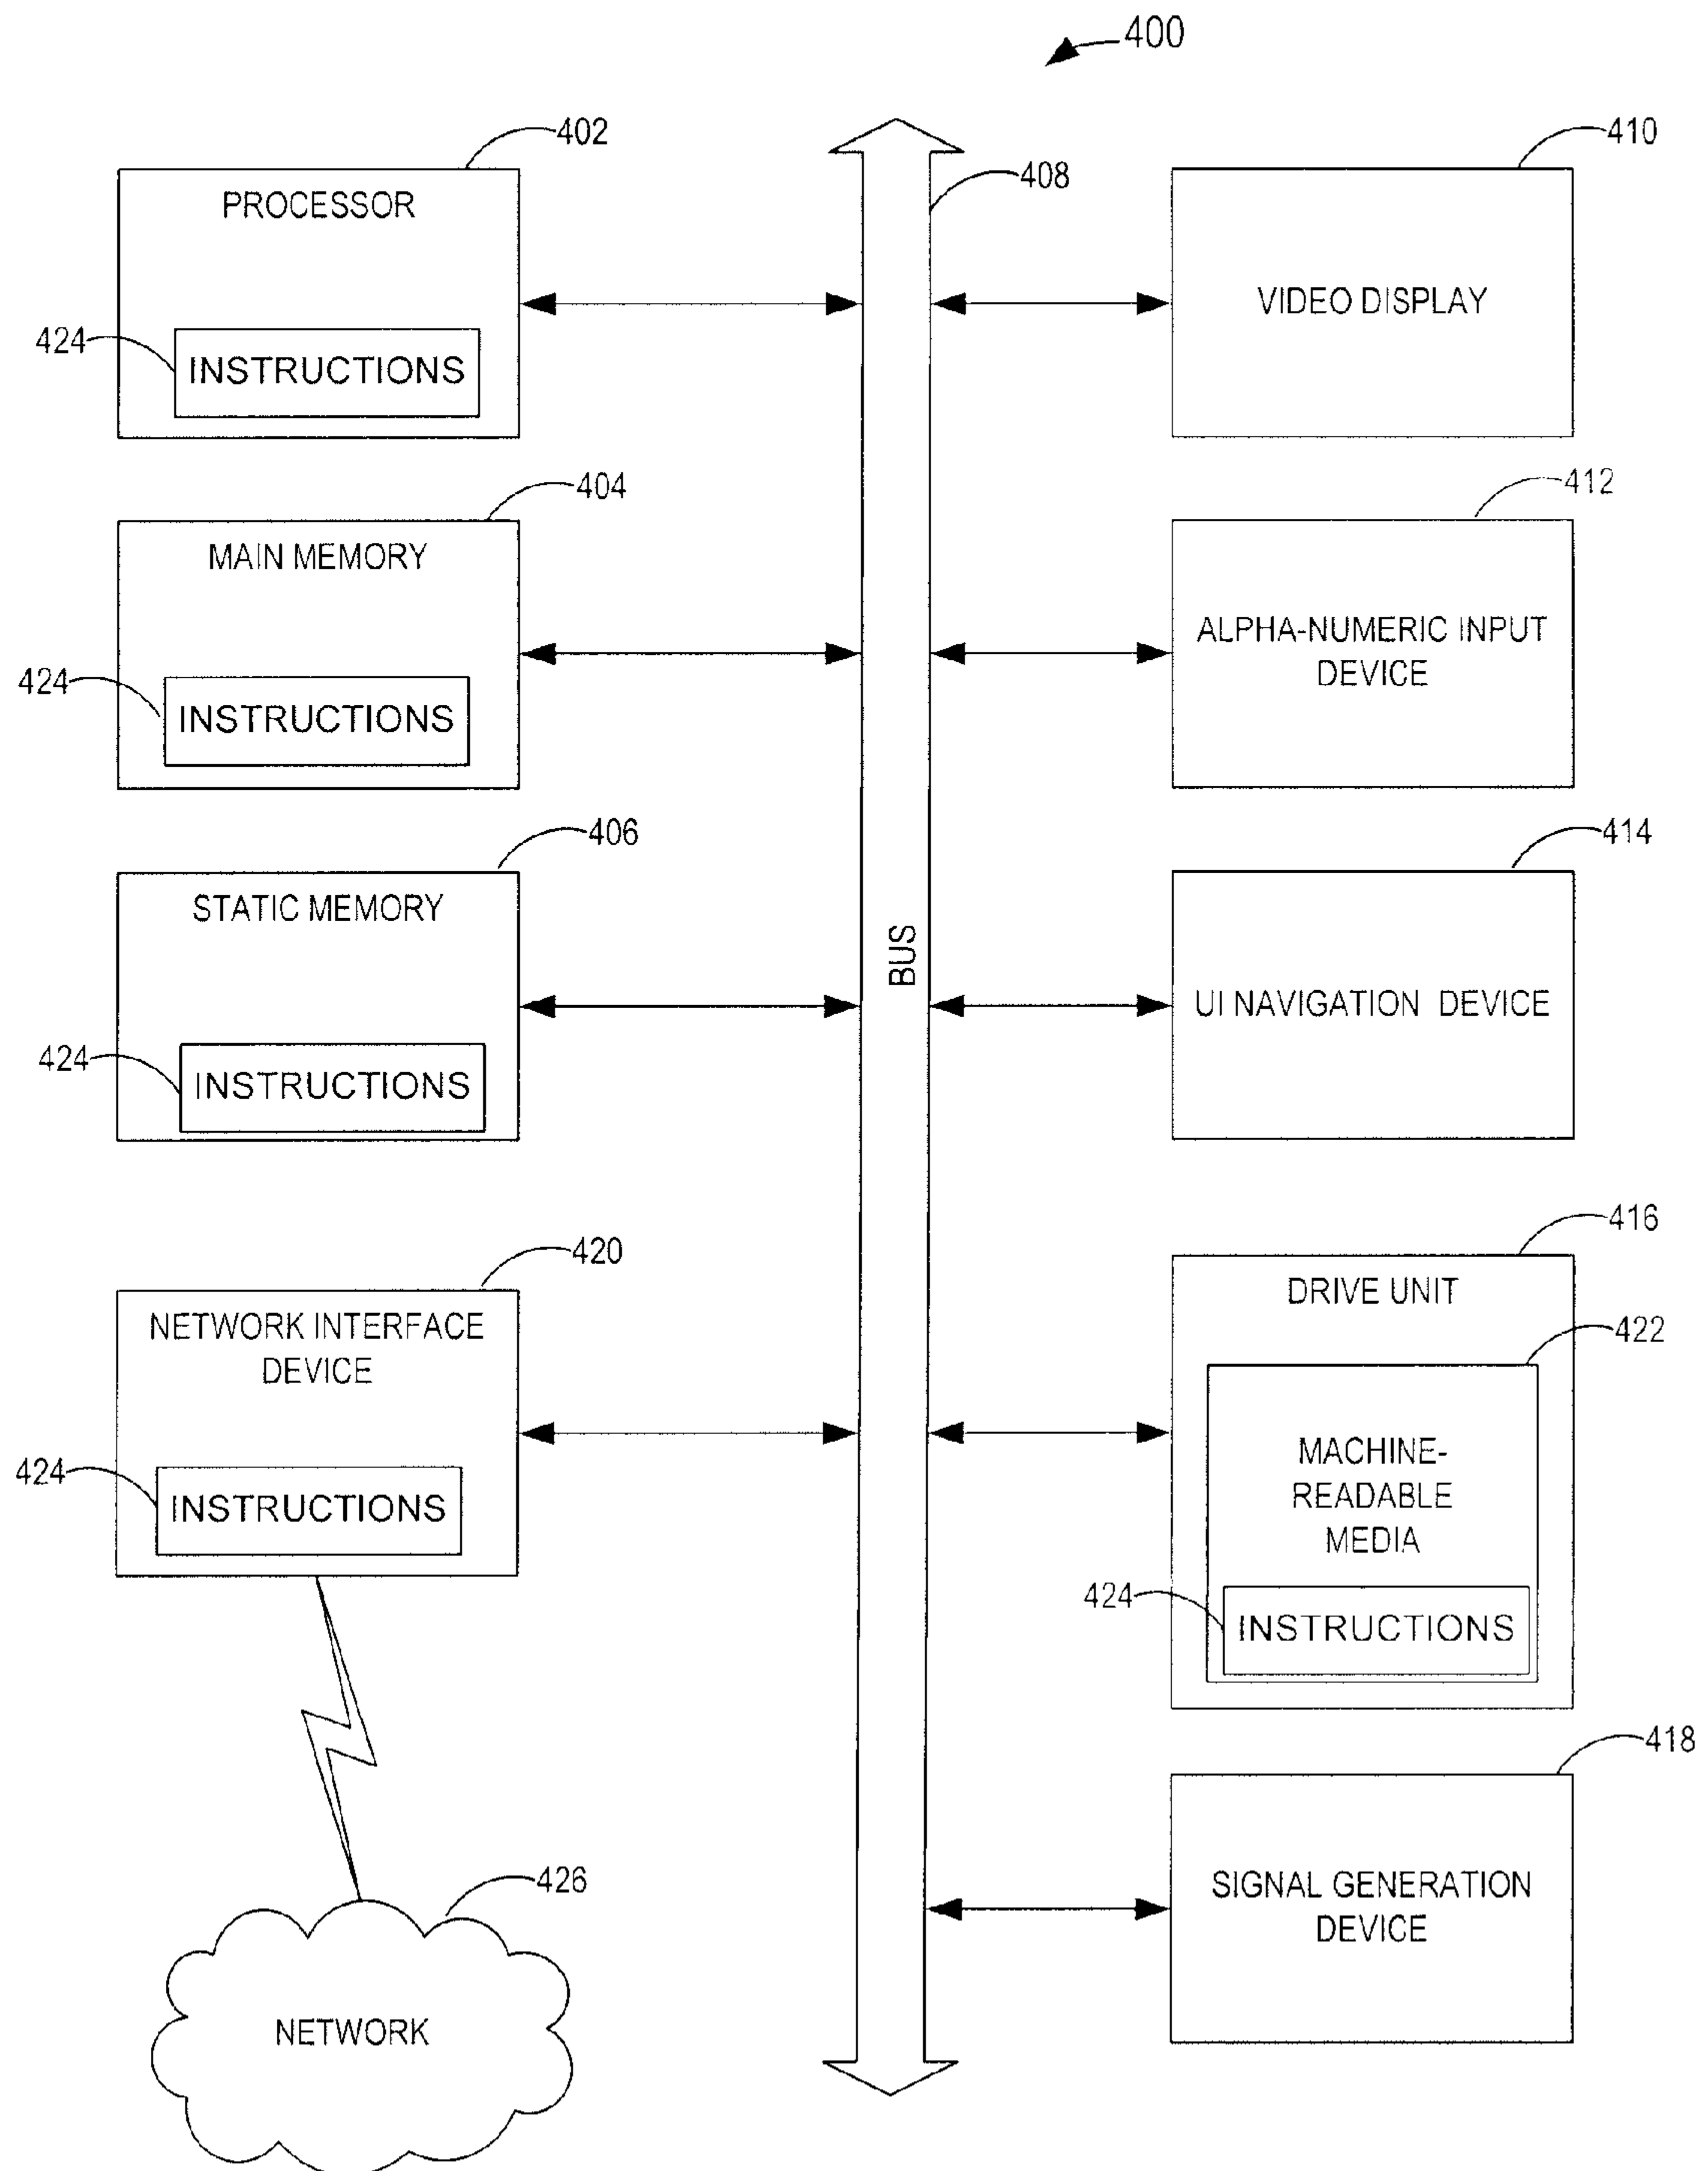 400
402
PROCESSOR
424
INSTRUCTIONS
404
MAIN MEMORY
424
INSTRUCTIONS
406
STATIC MEMORY
424
INSTRUCTIONS
420
NETWORK INTERFACE
DEVICE
424
INSTRUCTIONS
426
NETWORK
408
BUS
410
VIDEO DISPLAY
412
ALPHA-NUMERIC INPUT
DEVICE
414
UI NAVIGATION DEVICE
416
DRIVE UNIT
422
MACHINE-
READABLE
MEDIA
424
INSTRUCTIONS
418
SIGNAL GENERATION
DEVICE